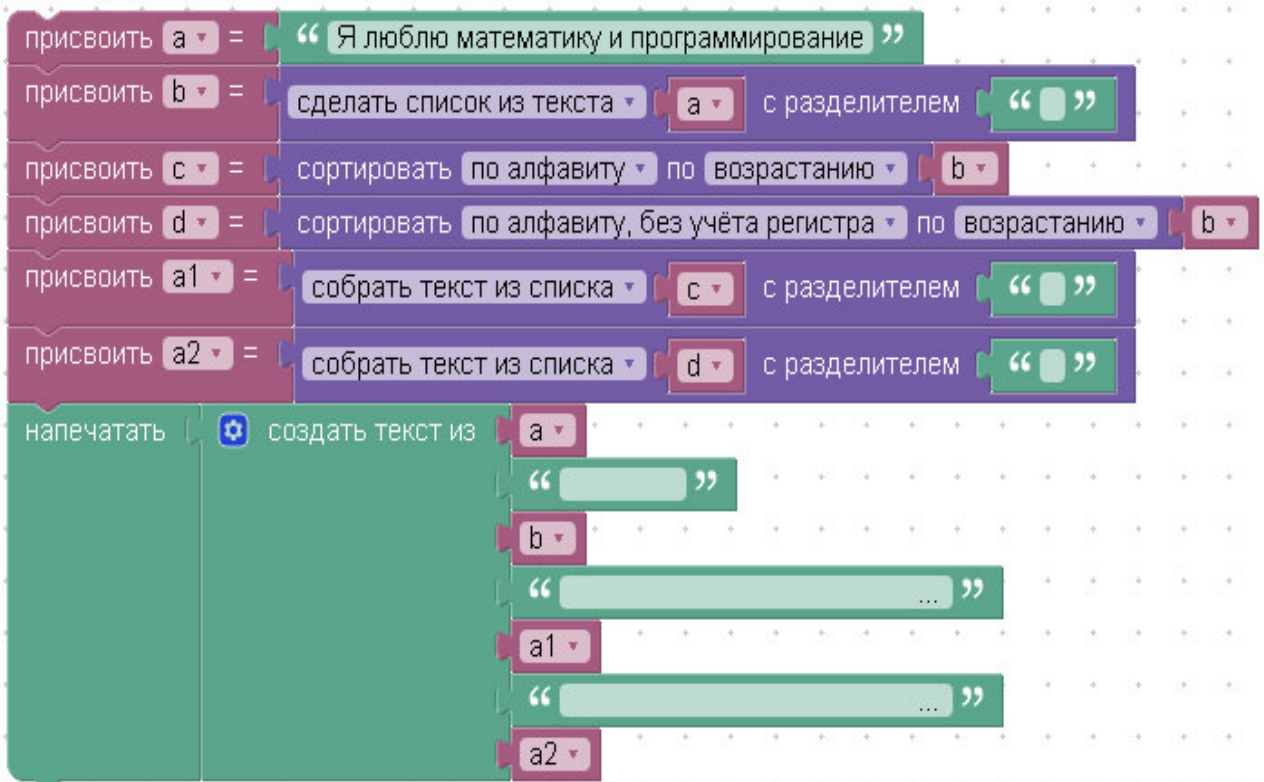 присвоить a = “ Я люблю математику и программирование ”
присвоить b = сделать список из текста a с разделителем “ ”
присвоить c = сортировать по алфавиту по возрастанию b
присвоить d = сортировать по алфавиту, без учёта регистра по возрастанию b
присвоить a1 = собрать текст из списка c с разделителем “ ”
присвоить a2 = собрать текст из списка d с разделителем “ ”
напечатать создать текст из a
“ ”
b
“ ... ”
a1
“ ... ”
a2